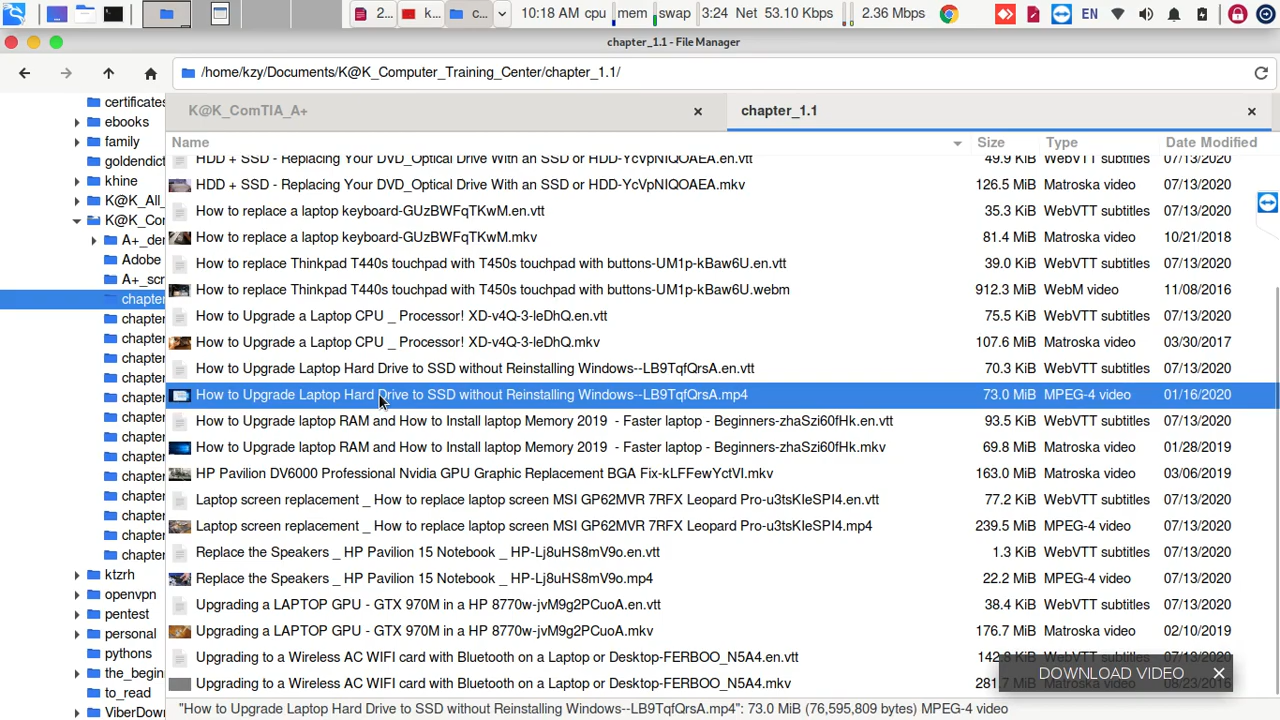 2... k... c... 10:18 AM cpu mem swap 3:24 Net 53.10 Kbps 2.36 Mbps EN
chapter_1.1 - File Manager
/home/kzy/Documents/K@K_Computer_Training_Center/chapter_1.1/
K@K_ComTIA_A+ chapter_1.1
Name Size Type Date Modified
certificates
ebooks
family
goldendict
khine
K@K_All_
K@K_Com
A+_der
Adobe
A+_scr
chapter
chapter
chapter
chapter
chapter
chapter
chapter
chapter
chapter
chapter
chapter
chapter
chapter
chapter
ktzrh
openvpn
pentest
personal
pythons
the_begin
to_read
ViberDow
HDD + SSD - Replacing Your DVD_Optical Drive With an SSD or HDD-YcVpNIQOAEA.en.vtt 49.9 KiB WebVTT subtitles 07/13/2020
HDD + SSD - Replacing Your DVD_Optical Drive With an SSD or HDD-YcVpNIQOAEA.mkv 126.5 MiB Matroska video 07/13/2020
How to replace a laptop keyboard-GUzBWFqTKwM.en.vtt 35.3 KiB WebVTT subtitles 07/13/2020
How to replace a laptop keyboard-GUzBWFqTKwM.mkv 81.4 MiB Matroska video 10/21/2018
How to replace Thinkpad T440s touchpad with T450s touchpad with buttons-UM1p-kBaw6U.en.vtt 39.0 KiB WebVTT subtitles 07/13/2020
How to replace Thinkpad T440s touchpad with T450s touchpad with buttons-UM1p-kBaw6U.webm 912.3 MiB WebM video 11/08/2016
How to Upgrade a Laptop CPU _ Processor! XD-v4Q-3-leDhQ.en.vtt 75.5 KiB WebVTT subtitles 07/13/2020
How to Upgrade a Laptop CPU _ Processor! XD-v4Q-3-leDhQ.mkv 107.6 MiB Matroska video 03/30/2017
How to Upgrade Laptop Hard Drive to SSD without Reinstalling Windows--LB9TqfQrsA.en.vtt 70.3 KiB WebVTT subtitles 07/13/2020
How to Upgrade Laptop Hard Drive to SSD without Reinstalling Windows--LB9TqfQrsA.mp4 73.0 MiB MPEG-4 video 01/16/2020
How to Upgrade laptop RAM and How to Install laptop Memory 2019 - Faster laptop - Beginners-zhaSzi60fHk.en.vtt 93.5 KiB WebVTT subtitles 07/13/2020
How to Upgrade laptop RAM and How to Install laptop Memory 2019 - Faster laptop - Beginners-zhaSzi60fHk.mkv 69.8 MiB Matroska video 01/28/2019
HP Pavilion DV6000 Professional Nvidia GPU Graphic Replacement BGA Fix-kLFFewYctVI.mkv 163.0 MiB Matroska video 03/06/2019
Laptop screen replacement _ How to replace laptop screen MSI GP62MVR 7RFX Leopard Pro-u3tsKIeSPI4.en.vtt 77.2 KiB WebVTT subtitles 07/13/2020
Laptop screen replacement _ How to replace laptop screen MSI GP62MVR 7RFX Leopard Pro-u3tsKIeSPI4.mp4 239.5 MiB MPEG-4 video 07/13/2020
Replace the Speakers _ HP Pavilion 15 Notebook _ HP-Lj8uHS8mV9o.en.vtt 1.3 KiB WebVTT subtitles 07/13/2020
Replace the Speakers _ HP Pavilion 15 Notebook _ HP-Lj8uHS8mV9o.mp4 22.2 MiB MPEG-4 video 07/13/2020
Upgrading a LAPTOP GPU - GTX 970M in a HP 8770w-jvM9g2PCuoA.en.vtt 38.4 KiB WebVTT subtitles 07/13/2020
Upgrading a LAPTOP GPU - GTX 970M in a HP 8770w-jvM9g2PCuoA.mkv 176.7 MiB Matroska video 02/10/2019
Upgrading to a Wireless AC WIFI card with Bluetooth on a Laptop or Desktop-FERBOO_N5A4.en.vtt 142.8 KiB WebVTT subtitles 07/13/2020
Upgrading to a Wireless AC WIFI card with Bluetooth on a Laptop or Desktop-FERBOO_N5A4.mkv 281.7 MiB Matroska video 08/23/2016
DOWNLOAD VIDEO
"How to Upgrade Laptop Hard Drive to SSD without Reinstalling Windows--LB9TqfQrsA.mp4": 73.0 MiB (76,595,809 bytes) MPEG-4 video